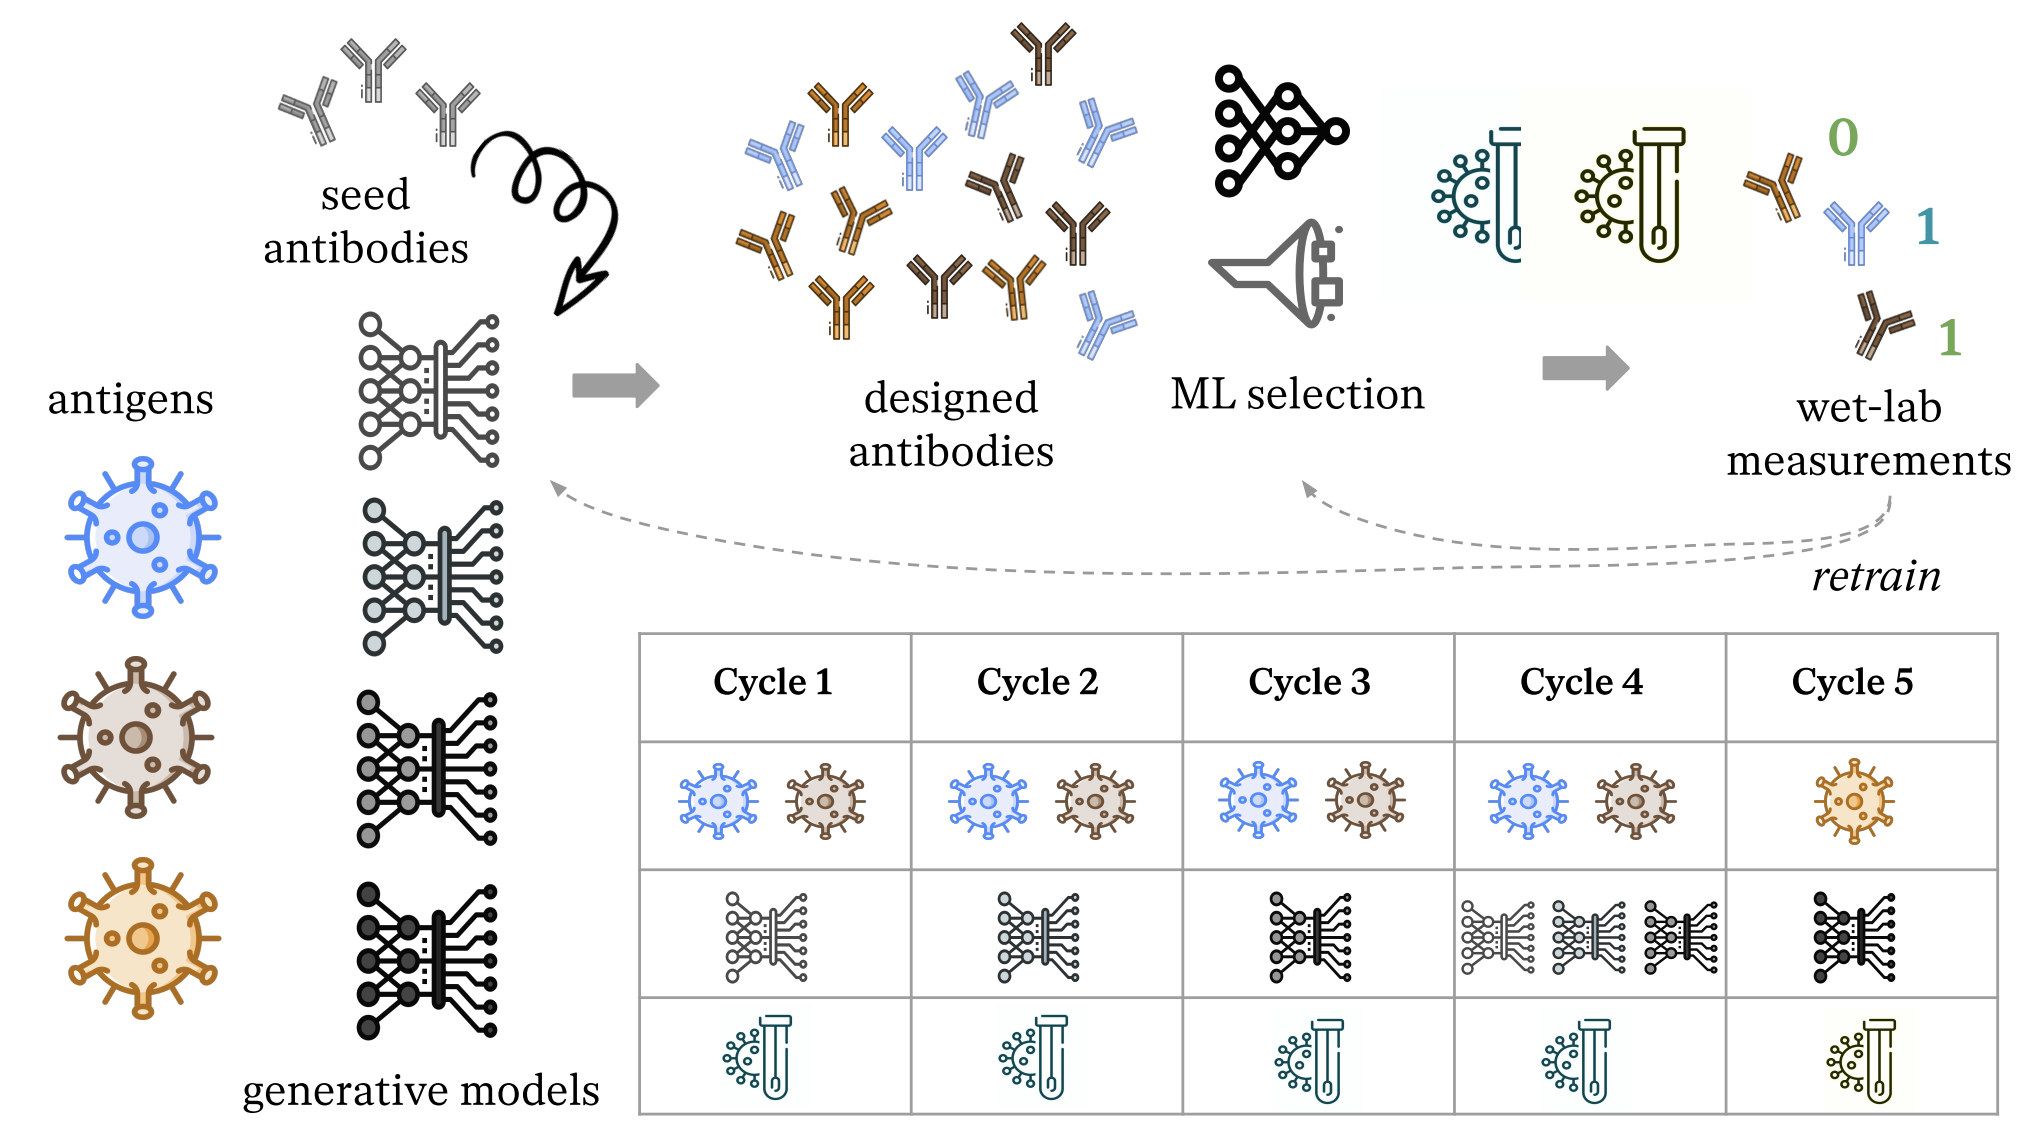 seed
antibodies
antigens
generative models
designed
antibodies
ML selection
0
1
1
wet-lab
measurements
retrain
Cycle 1
Cycle 2
Cycle 3
Cycle 4
Cycle 5